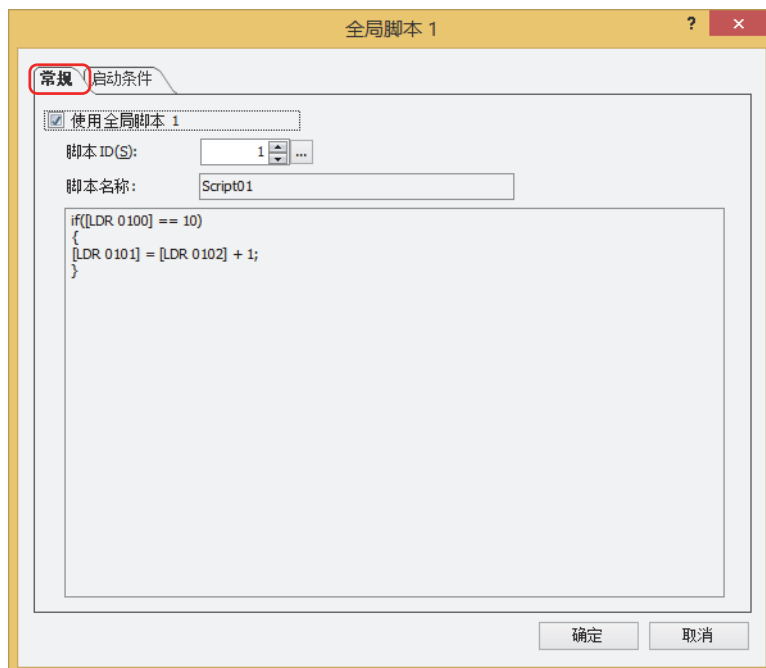 全局脚本 1
?
×
常规 启动条件
使用全局脚本 1
脚本 ID(S): 1 ...
脚本名称: Script01
if([LDR 0100] == 10)
{
[LDR 0101] = [LDR 0102] + 1;
}
确定 取消